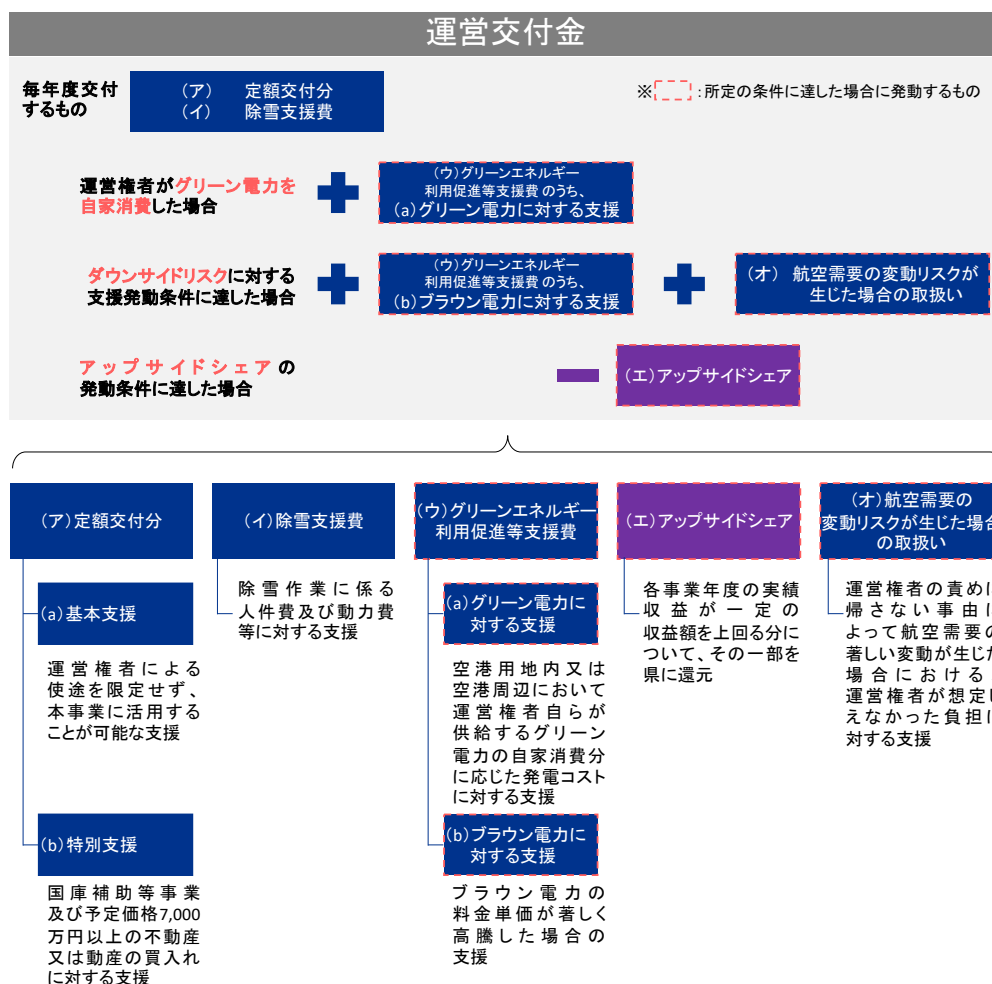 運営交付金
毎年度交付
するもの
（ア）　定額交付分
（イ）　除雪支援費
※　：所定の条件に達した場合に発動するもの
運営権者がグリーン電力を
自家消費した場合
（ウ）グリーンエネルギー
利用促進等支援費 のうち、
（a）グリーン電力に対する支援
ダウンサイドリスクに対する
支援発動条件に達した場合
（ウ）グリーンエネルギー
利用促進等支援費 のうち、
（b）ブラウン電力に対する支援
（オ） 航空需要の変動リスクが
生じた場合の取扱い
アップサイドシェアの
発動条件に達した場合
（エ）アップサイドシェア
（ア）定額交付分
（a）基本支援
運営権者による
使途を限定せず、
本事業に活用する
ことが可能な支援
（b）特別支援
国庫補助等事業
及び予定価格7,000
万円以上の不動産
又は動産の買入れ
に対する支援
（イ）除雪支援費
除雪作業に係る
人件費及び動力費
等に対する支援
（ウ）グリーンエネルギー
利用促進等支援費
（a）グリーン電力に
対する支援
空港用地内又は
空港周辺において
運営権者自らが
供給するグリーン
電力の自家消費分
に応じた発電コスト
に対する支援
（b）ブラウン電力に
対する支援
ブラウン電力の
料金単価が著しく
高騰した場合の
支援
（エ）アップサイドシェア
各事業年度の実績
収益が一定の
収益額を上回る分に
ついて、その一部を
県に還元
（オ）航空需要の
変動リスクが生じた場合
の取扱い
運営権者の責めに
帰さない事由に
よって航空需要の
著しい変動が生じた
場合における
運営権者が想定し
えなかった負担に
対する支援